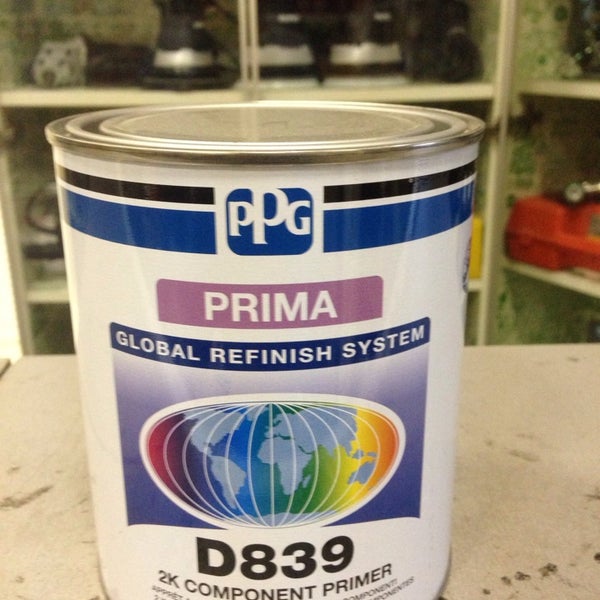 PPG
PRIMA
GLOBAL REFINISH SYSTEM
D839
2K COMPONENT PRIMER